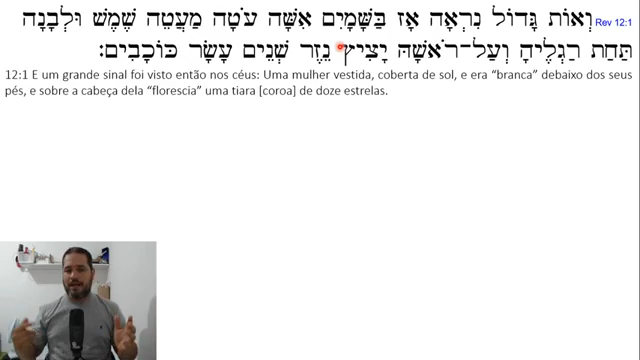 וְאוֹת גָּדוֹל נִרְאָה אָז בַּשָּׁמָיִם אִשָּׁה עֹטָה מַעֲטֵה שֶׁמֶשׁ וּלְבָנָה Rev 12:1
תַּחַת רַגְלֶיהָ וְעַל־רֹאשָׁהּ יָצִיץ נֵזֶר שְׁנֵים עָשָׂר כּוֹכָבִים׃
12:1 E um grande sinal foi visto então nos céus: Uma mulher vestida, coberta de sol, e era “branca” debaixo dos seus
pés, e sobre a cabeça dela “florescia” uma tiara [coroa] de doze estrelas.